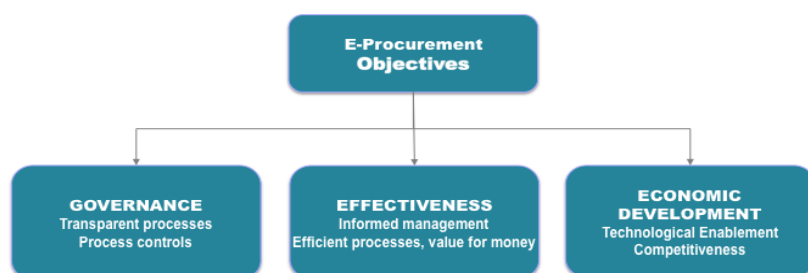 E-Procurement
Objectives
GOVERNANCE
Transparent processes
Process controls
EFFECTIVENESS
Informed management
Efficient processes, value for money
ECONOMIC
DEVELOPMENT
Technological Enablement
Competitiveness